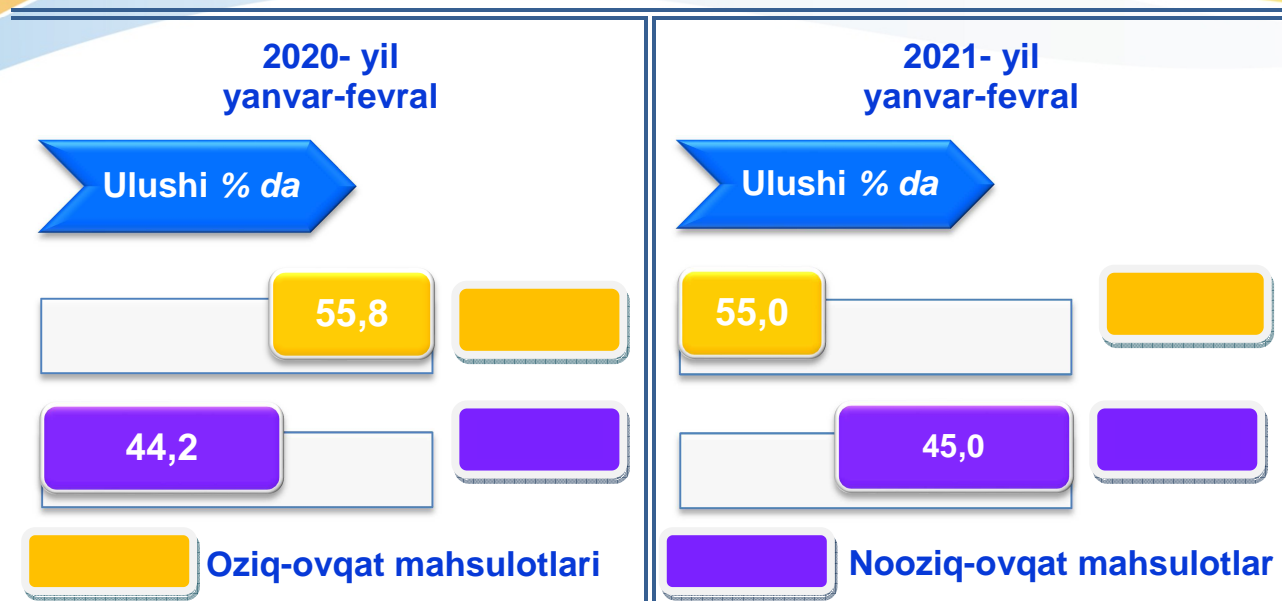 2020- yil
yanvar-fevral
Ulushi % da
55,8
44,2
Oziq-ovqat mahsulotlari
2021- yil
yanvar-fevral
Ulushi % da
55,0
45,0
Nooziq-ovqat mahsulotlar